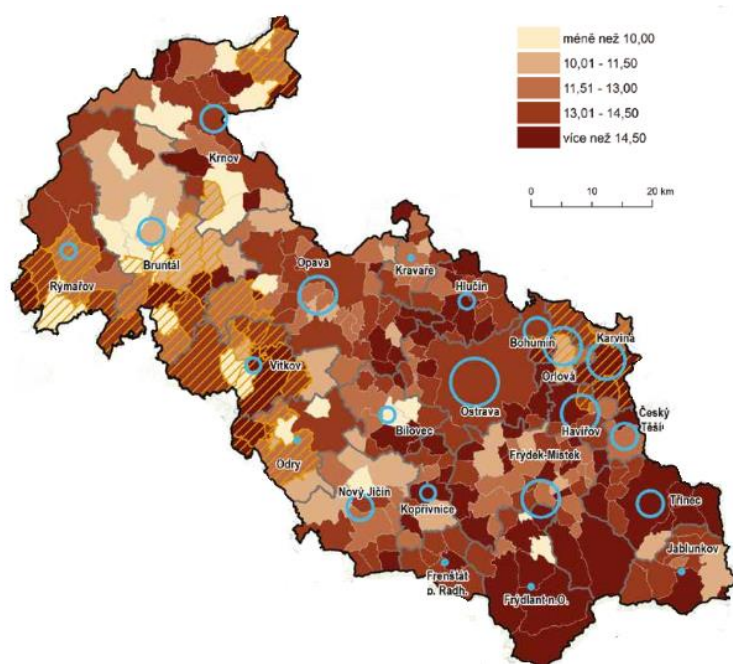 méně než 10,00
10,01 - 11,50
11,51 - 13,00
13,01 - 14,50
více než 14,50
0 10 20 km
Krnov
Bruntál
Rýmařov
Opava
Kravaře
Hlučín
Bohumín
Karviná
Orlová
Vítkov
Ostrava
Český
Těší
Havířov
Bílovec
Odry
Frýdek-Místek
Nový Jičín
Kopřivnice
Třinec
Jablunkov
Frenštát
p. Radh.
Frýdlant n.O.